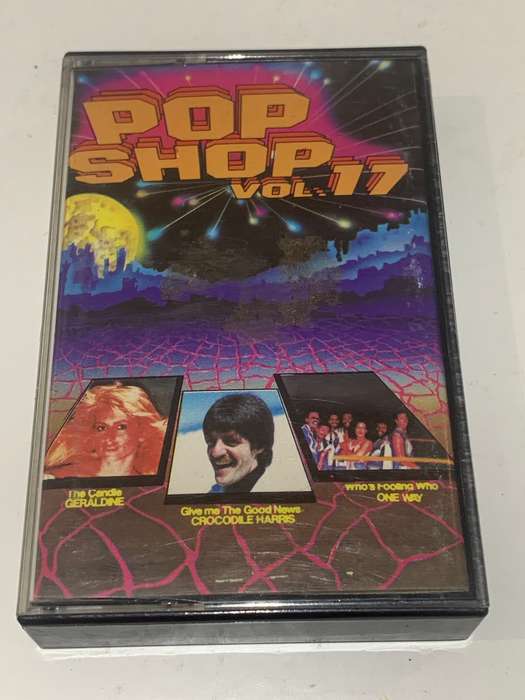 POP
SHOP
VOL. 17
The Candle
GERALDINE
Give me The Good News
CROCODILE HARRIS
Who's Fooling Who
ONE WAY